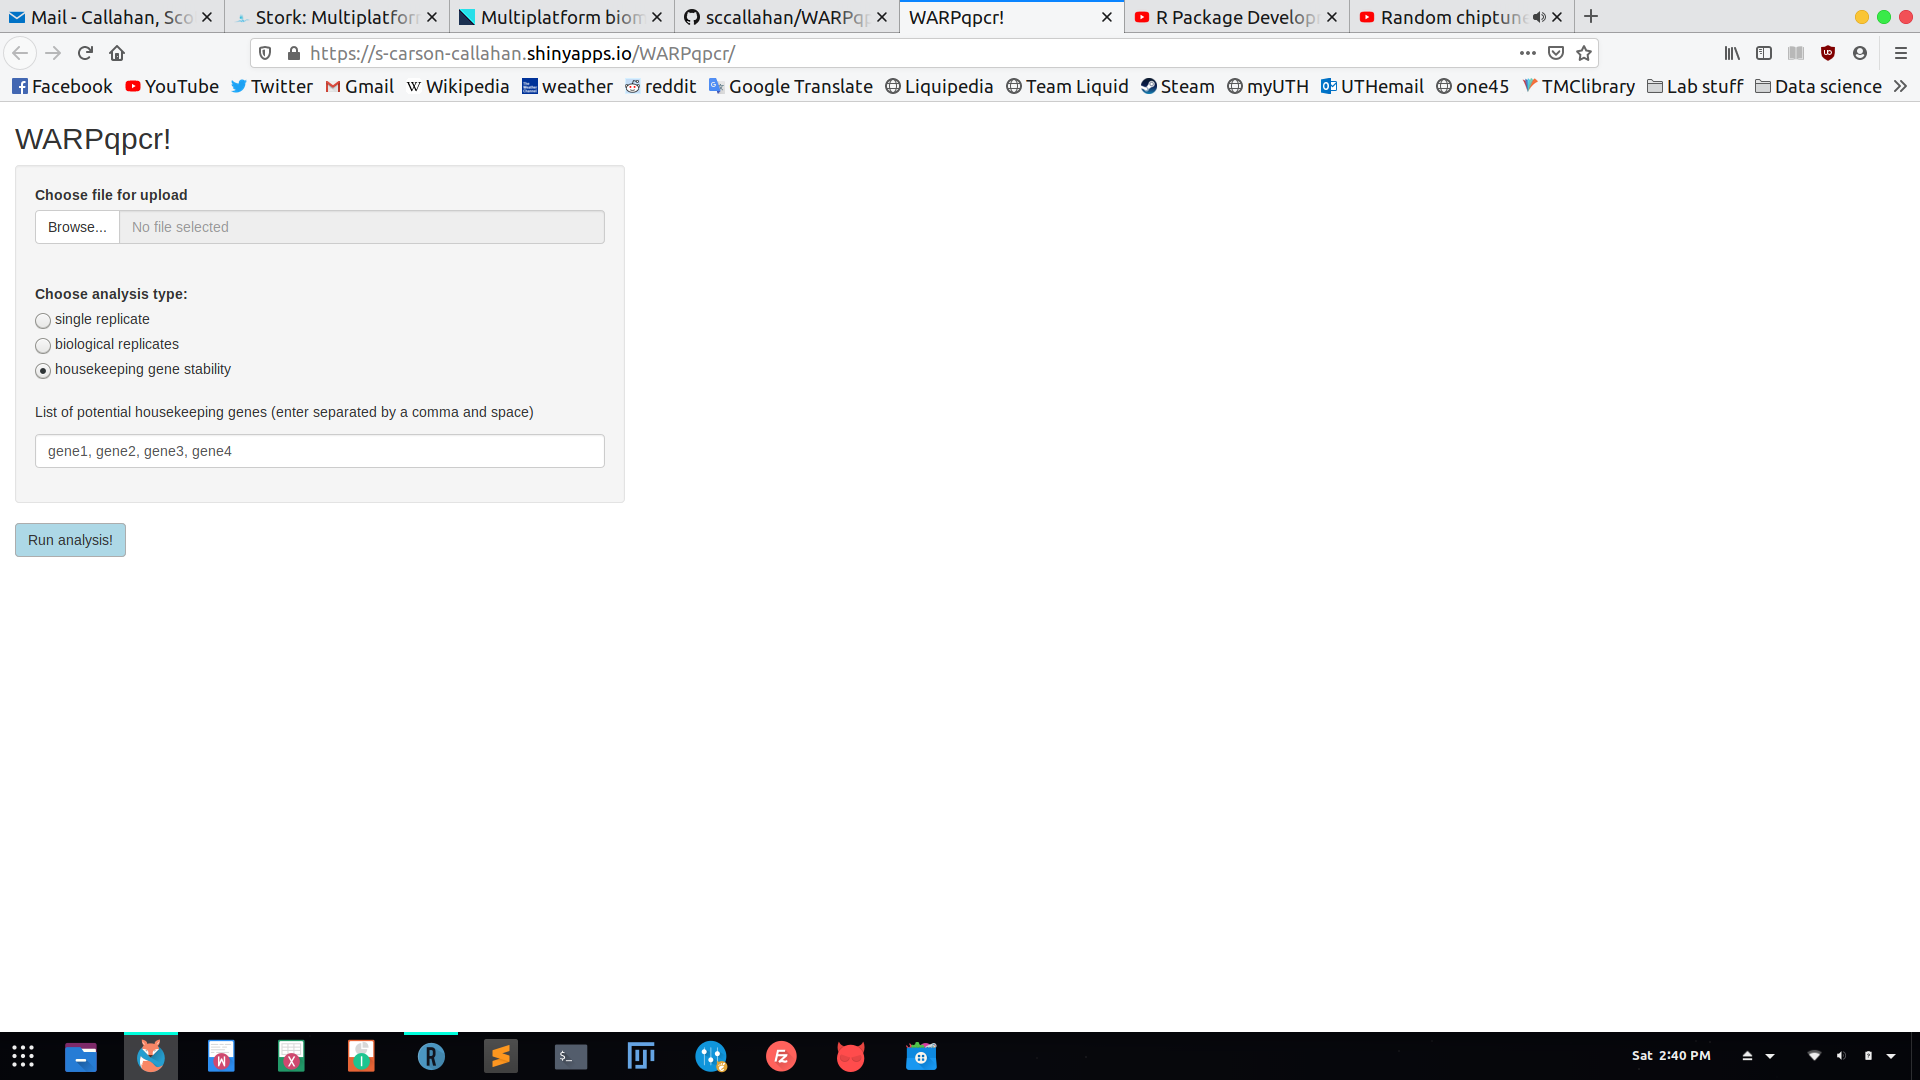 Mail - Callahan, Sco
Stork: Multiplatfor
Multiplatform biom
sccallahan/WARPqp
WARPqpcr!
R Package Develop
Random chiptune
https://s-carson-callahan.shinyapps.io/WARPqpcr/
Facebook YouTube Twitter Gmail Wikipedia weather reddit Google Translate Liquipedia Team Liquid Steam myUTH UTHemail one45 TMClibrary Lab stuff Data science
WARPqpcr!
Choose file for upload
Browse... No file selected
Choose analysis type:
single replicate
biological replicates
housekeeping gene stability
List of potential housekeeping genes (enter separated by a comma and space)
gene1, gene2, gene3, gene4
Run analysis!
Sat 2:40 PM